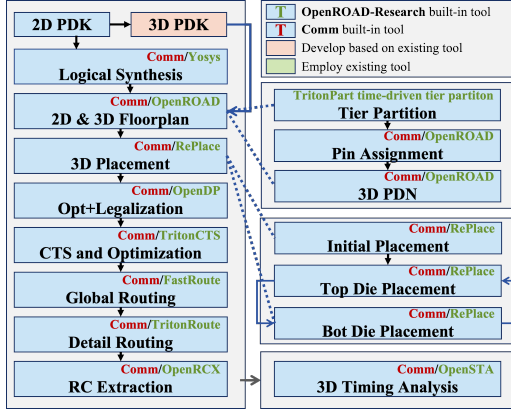 2D PDK
3D PDK
Comm/Yosys
Logical Synthesis
Comm/OpenROAD
2D & 3D Floorplan
Comm/RePlace
3D Placement
Comm/OpenDP
Opt+Legalization
Comm/TritonCTS
CTS and Optimization
Comm/FastRoute
Global Routing
Comm/TritonRoute
Detail Routing
Comm/OpenRCX
RC Extraction
T OpenROAD-Research built-in tool
T Comm built-in tool
Develop based on existing tool
Employ existing tool
TritonPart time-driven tier partiton
Tier Partition
Comm/OpenROAD
Pin Assignment
Comm/OpenROAD
3D PDN
Comm/RePlace
Initial Placement
Comm/RePlace
Top Die Placement
Comm/RePlace
Bot Die Placement
Comm/OpenSTA
3D Timing Analysis